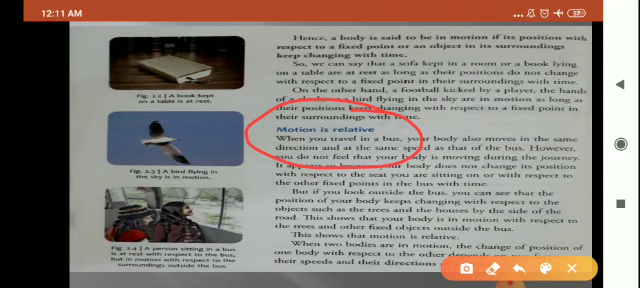 12:11 AM
57
Hence, a body is said to be in motion if its position with
respect to a fixed point or an object in its surroundings
keep changing with time.
So, we can say that a sofa kept in a room or a book lying
on a table are at rest as long as their positions do not change
with respect to a fixed point in their surroundings with time.
On the other hand, a football kicked by a player, the hands
of a clock or a bird flying in the sky are in motion as long as
their positions keep changing with respect to a fixed point in
their surroundings with time.
Motion is relative
When you travel in a bus, your body also moves in the same
direction and at the same speed as that of the bus. However,
you do not feel that your body is moving during the journey.
It appears so because your body does not change its position
with respect to the seat you are sitting on or with respect to
the other fixed points in the bus with time.
But if you look outside the bus, you can see that the
position of your body keeps changing with respect to the
objects such as the trees and the houses by the side of the
road. This shows that your body is in motion with respect to
the trees and other fixed objects outside the bus.
This shows that motion is relative.
When two bodies are in motion, the change of position of
one body with respect to the other depends
their speeds and their directions
Fig. 2.2 | A book kept
on a table is at rest.
Fig. 2.3 | A bird flying in
the sky is in motion.
Fig. 2.4 | A person sitting in a bus
is at rest with respect to the bus,
but in motion with respect to the
surroundings outside the bus.